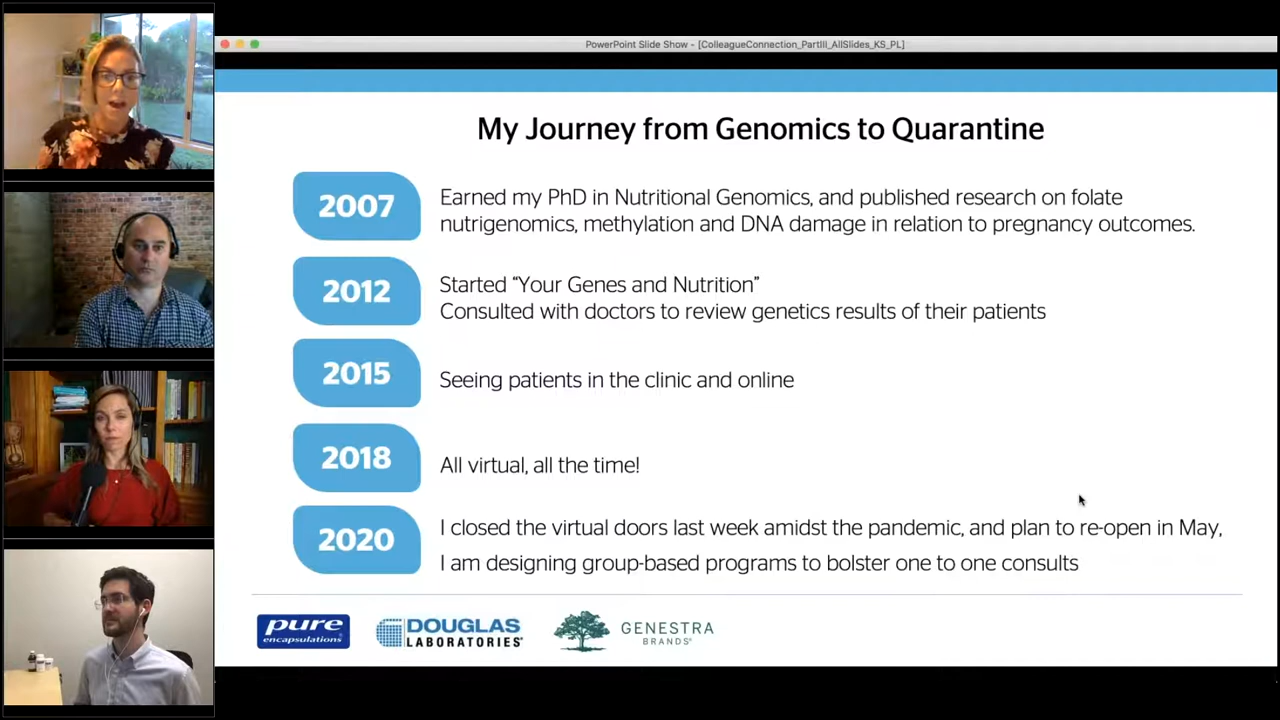 PowerPoint Slide Show - [ColleagueConnection_PartIII_AllSlides_KS_PL]
My Journey from Genomics to Quarantine
2007
Earned my PhD in Nutritional Genomics, and published research on folate
nutrigenomics, methylation and DNA damage in relation to pregnancy outcomes.
2012
Started “Your Genes and Nutrition”
Consulted with doctors to review genetics results of their patients
2015
Seeing patients in the clinic and online
2018
All virtual, all the time!
2020
I closed the virtual doors last week amidst the pandemic, and plan to re-open in May,
I am designing group-based programs to bolster one to one consults
pure
encapsulations®
DOUGLAS
LABORATORIES®
GENESTRA
BRANDS®